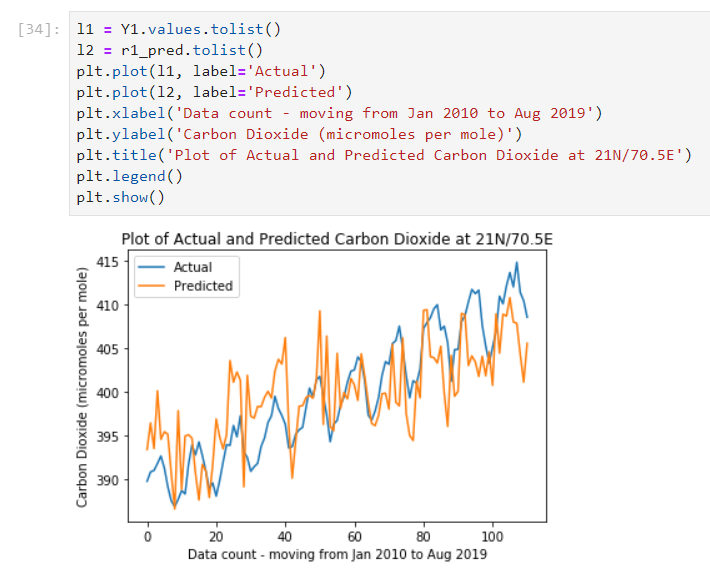 [34]: l1 = Y1.values.tolist()
l2 = r1_pred.tolist()
plt.plot(l1, label='Actual')
plt.plot(l2, label='Predicted')
plt.xlabel('Data count - moving from Jan 2010 to Aug 2019')
plt.ylabel('Carbon Dioxide (micromoles per mole)')
plt.title('Plot of Actual and Predicted Carbon Dioxide at 21N/70.5E')
plt.legend()
plt.show()
Plot of Actual and Predicted Carbon Dioxide at 21N/70.5E
Actual
Predicted
Carbon Dioxide (micromoles per mole)
415
410
405
400
395
390
0 20 40 60 80 100
Data count - moving from Jan 2010 to Aug 2019